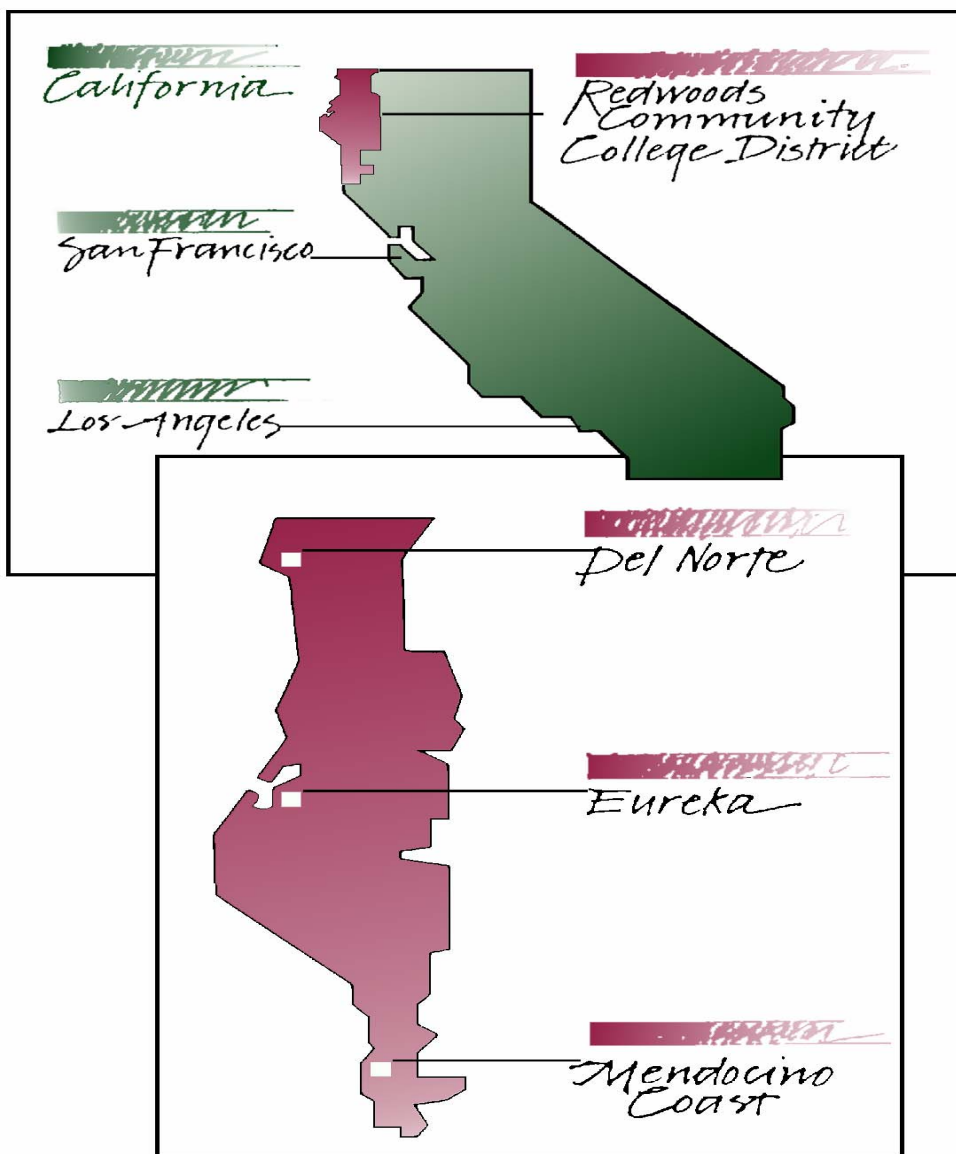 California
Redwoods
Community
College District
San Francisco
Los Angeles
Del Norte
Eureka
Mendocino
Coast